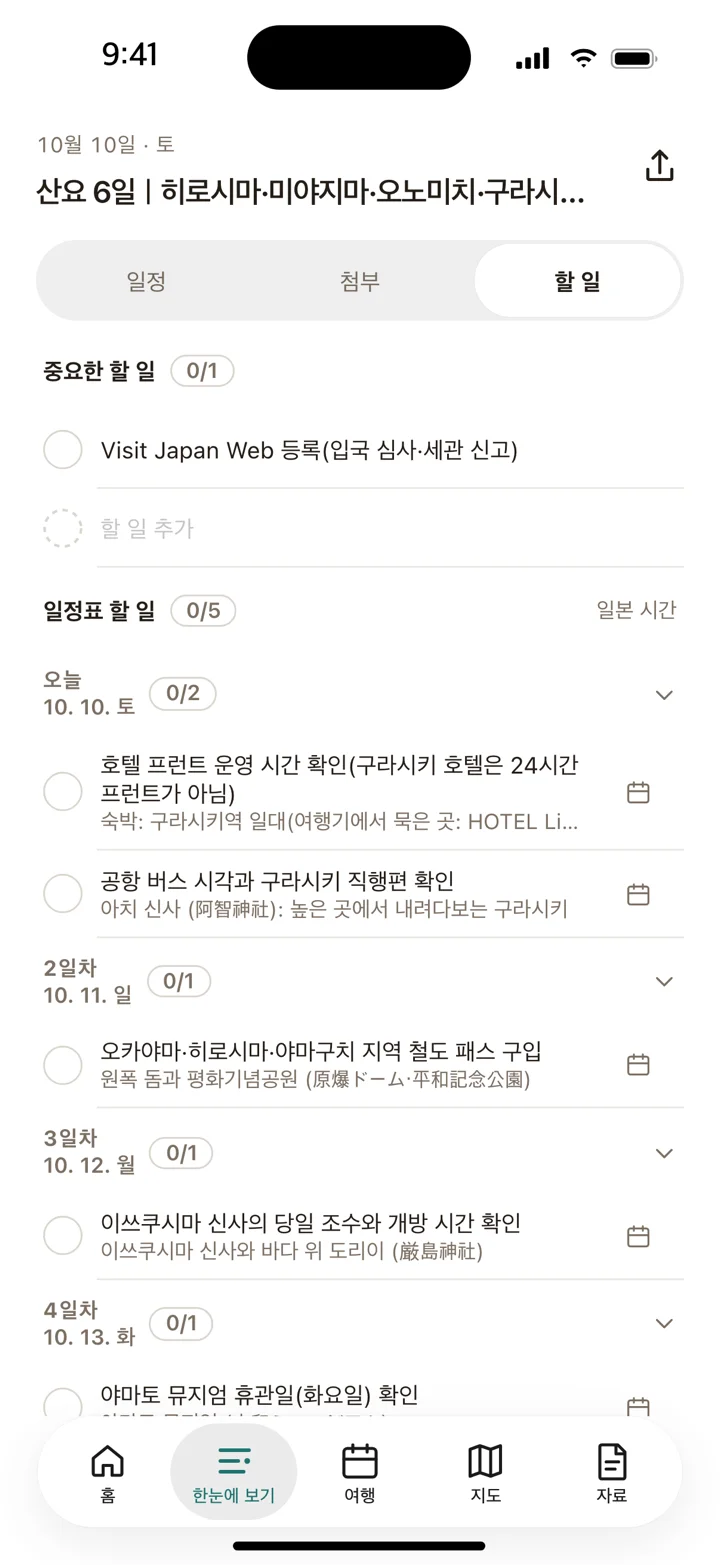 9:41
10월 10일 · 토
산요 6일 | 히로시마·미야지마·오노미치·구라시...
일정
첨부
할 일
중요한 할 일 0/1
Visit Japan Web 등록(입국 심사·세관 신고)
할 일 추가
일정표 할 일 0/5 일본 시간
오늘
10. 10. 토 0/2
호텔 프런트 운영 시간 확인(구라시키 호텔은 24시간
프런트가 아님)
숙박: 구라시키역 일대(여행기에서 묵은 곳: HOTEL Li...
공항 버스 시각과 구라시키 직행편 확인
아치 신사 (阿智神社): 높은 곳에서 내려다보는 구라시키
2일차
10. 11. 일 0/1
오카야마·히로시마·야마구치 지역 철도 패스 구입
원폭 돔과 평화기념공원 (原爆ドーム·平和記念公園)
3일차
10. 12. 월 0/1
이쓰쿠시마 신사의 당일 조수와 개방 시간 확인
이쓰쿠시마 신사와 바다 위 도리이 (厳島神社)
4일차
10. 13. 화 0/1
야마토 뮤지엄 휴관일(화요일) 확인
홈
한눈에 보기
여행
지도
자료